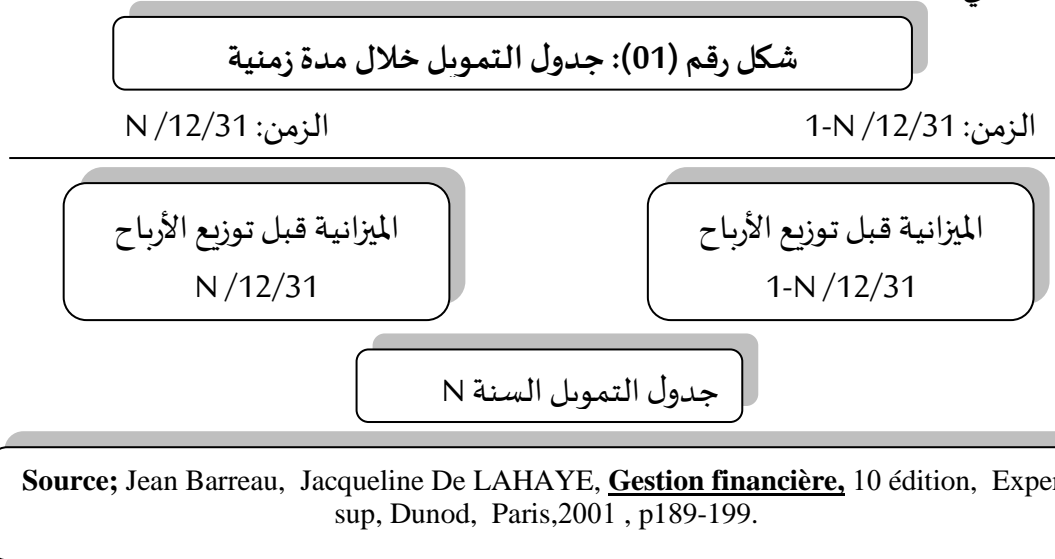 شكل رقم (01): جدول التمويل خلال مدة زمنية
الزمن: 31/12/ N-1
الزمن: 31/12/ N
الميزانية قبل توزيع الأرباح
31/12/ N-1
الميزانية قبل توزيع الأرباح
31/12/ N
جدول التمويل السنة N
Source; Jean Barreau, Jacqueline De LAHAYE, Gestion financière, 10 édition, Exper
sup, Dunod, Paris,2001 , p189-199.